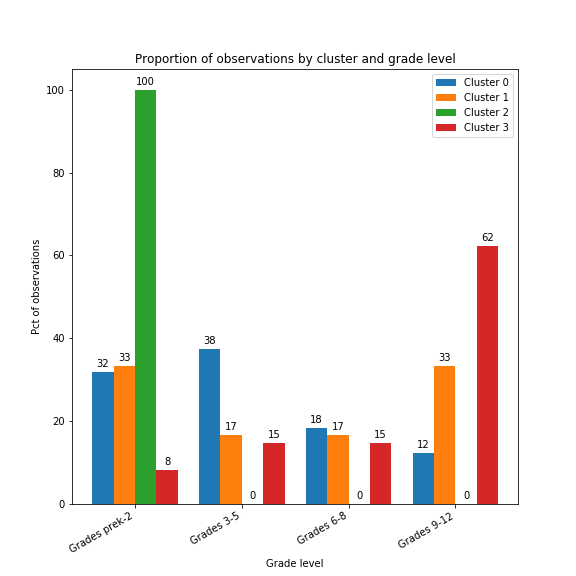 Proportion of observations by cluster and grade level
Cluster 0
Cluster 1
Cluster 2
Cluster 3
Pct of observations
100
80
60
40
20
0
32
33
100
8
38
17
0
15
18
17
0
15
12
33
0
62
Grades prek-2
Grades 3-5
Grades 6-8
Grades 9-12
Grade level